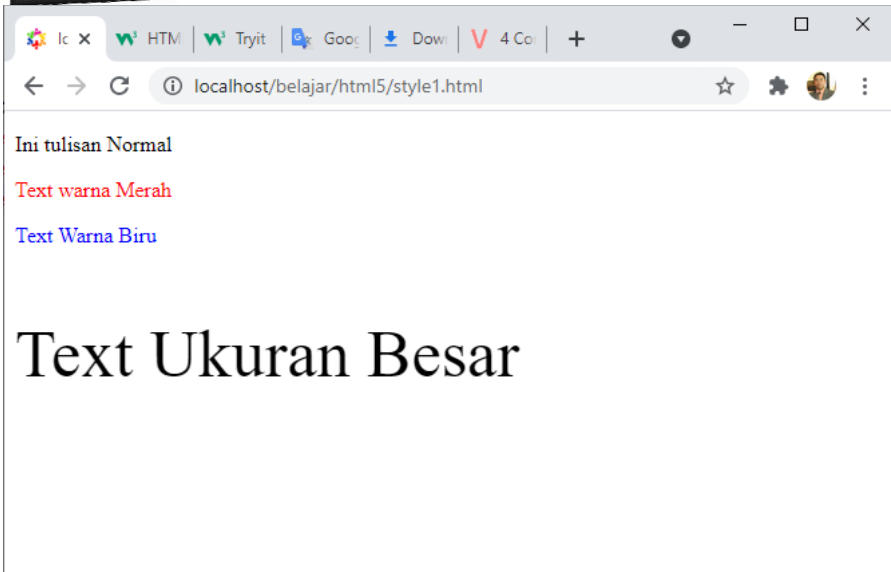 Ic
HTM
Tryit
Goog
Dow
4 Co
localhost/belajar/html5/style1.html
Ini tulisan Normal
Text warna Merah
Text Warna Biru
Text Ukuran Besar